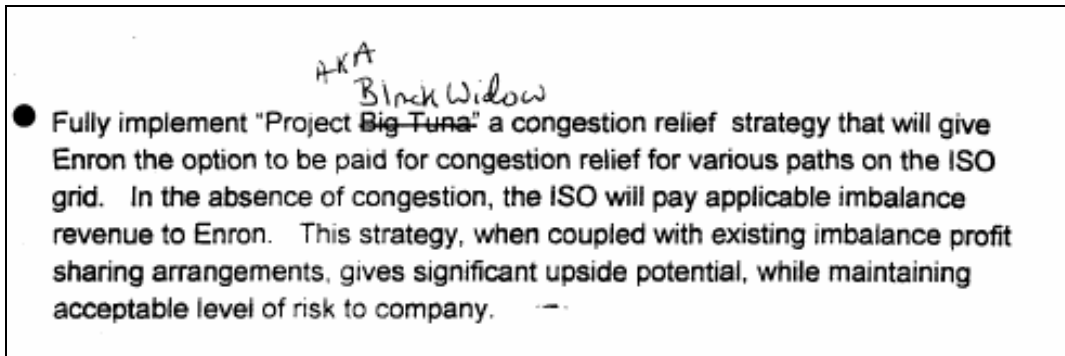 AKA
Black Widow
● Fully implement "Project Big Tuna" a congestion relief strategy that will give
Enron the option to be paid for congestion relief for various paths on the ISO
grid. In the absence of congestion, the ISO will pay applicable imbalance
revenue to Enron. This strategy, when coupled with existing imbalance profit
sharing arrangements, gives significant upside potential, while maintaining
acceptable level of risk to company.